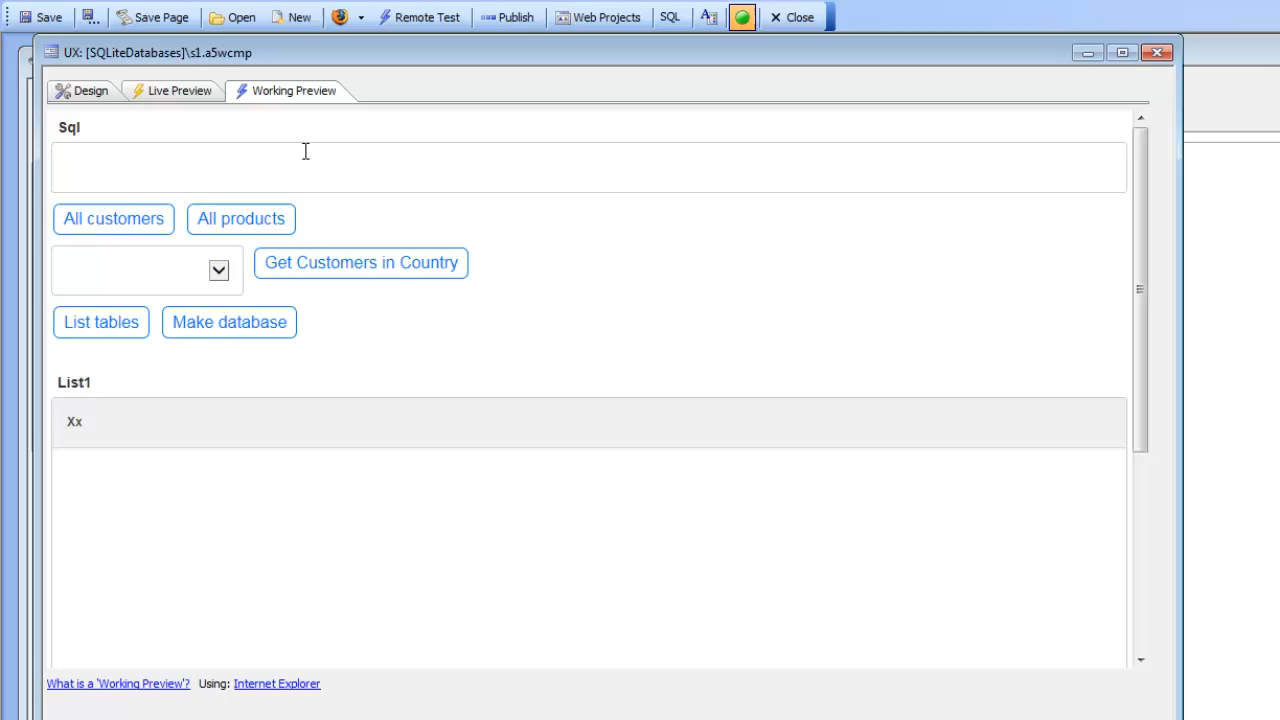 Save Save Page Open New Remote Test Publish Web Projects SQL Close
UX: [SQLiteDatabases]\s1.a5wcmp
Design Live Preview Working Preview
Sql
All customers All products
Get Customers in Country
List tables Make database
List1
Xx
What is a 'Working Preview'? Using: Internet Explorer